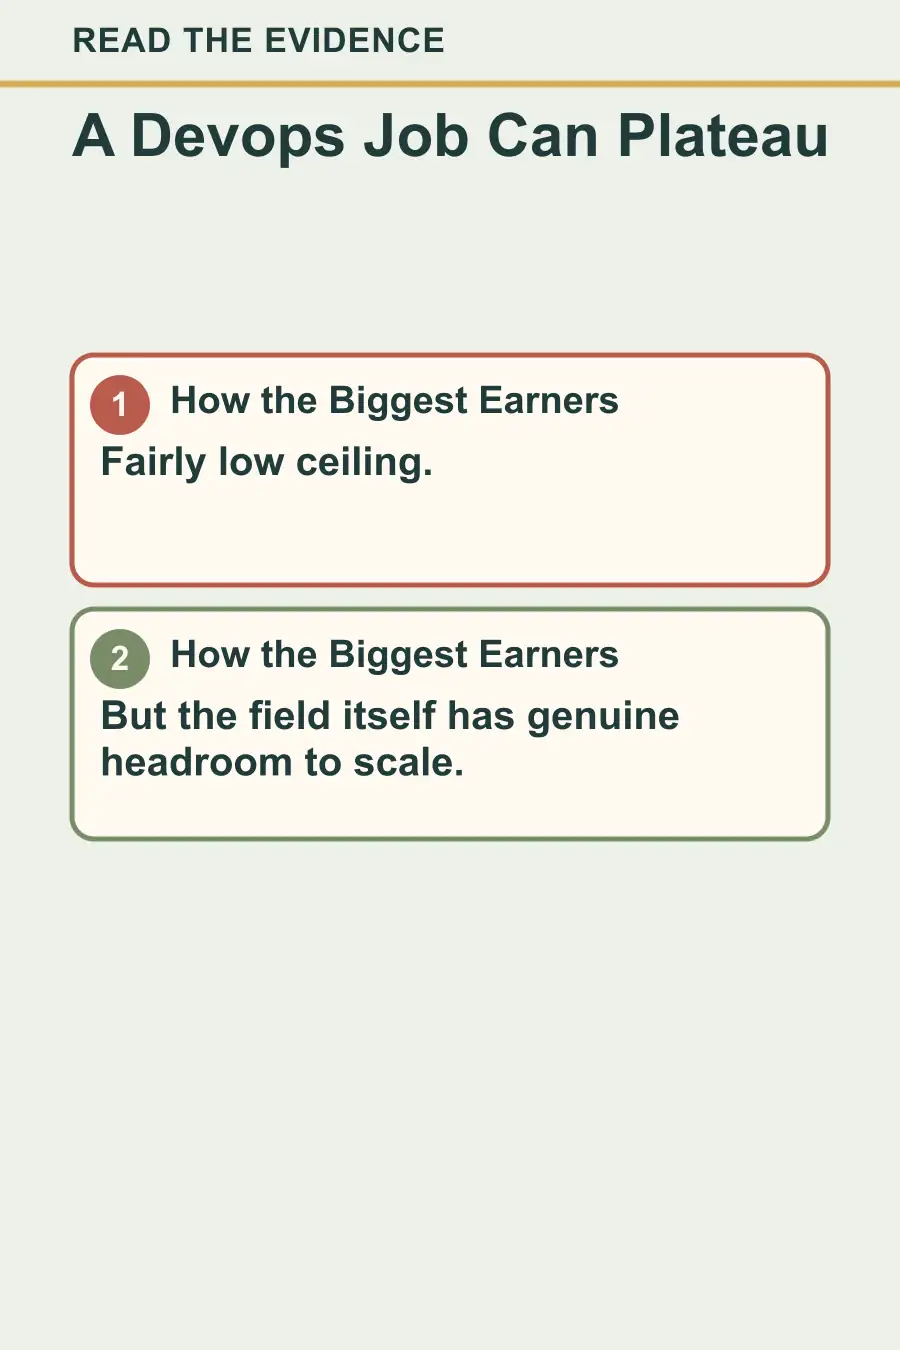 READ THE EVIDENCE
A Devops Job Can Plateau
1 How the Biggest Earners
Fairly low ceiling.
2 How the Biggest Earners
But the field itself has genuine
headroom to scale.